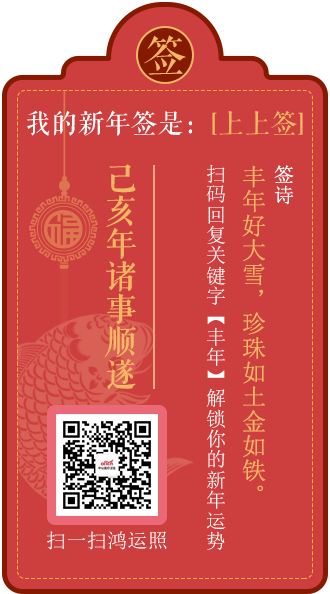 签
我的新年签是：[上上签]
签诗
丰年好大雪，珍珠如土金如铁。
扫码回复关键字【丰年】解锁你的新年运势
己亥年诸事顺遂
福
扫一扫鸿运照